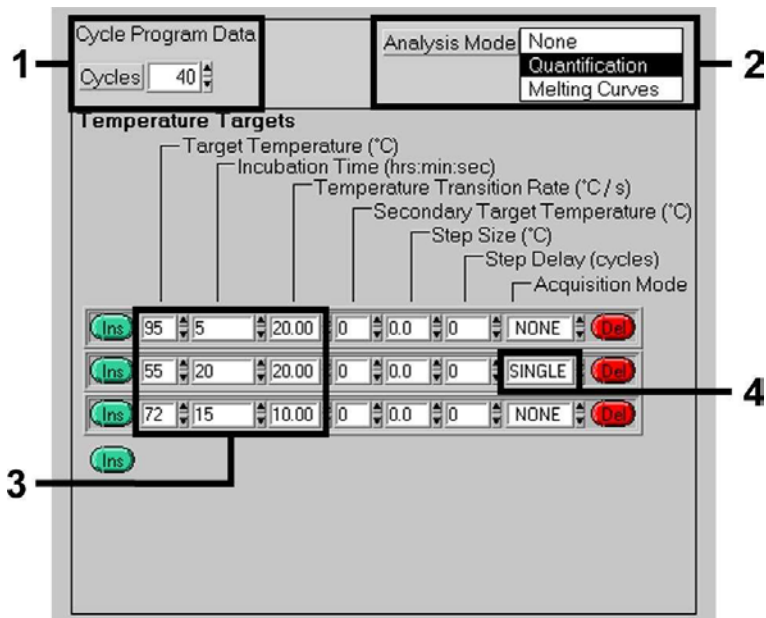 Cycle Program Data
Analysis Mode None
1
Quantification
2
Cycles 40
Melting Curves
Temperature Targets
Target Temperature (°C)
Incubation Time (hrs:min:sec)
Temperature Transition Rate (°C / s)
Secondary Target Temperature (°C)
Step Size (°C)
Step Delay (cycles)
Acquisition Mode
Ins 95 5 20.00 0 0.0 0 NONE Del
Ins 55 20 20.00 0 0.0 0 SINGLE Del
4
Ins 72 15 10.00 0 0.0 0 NONE Del
Ins
3